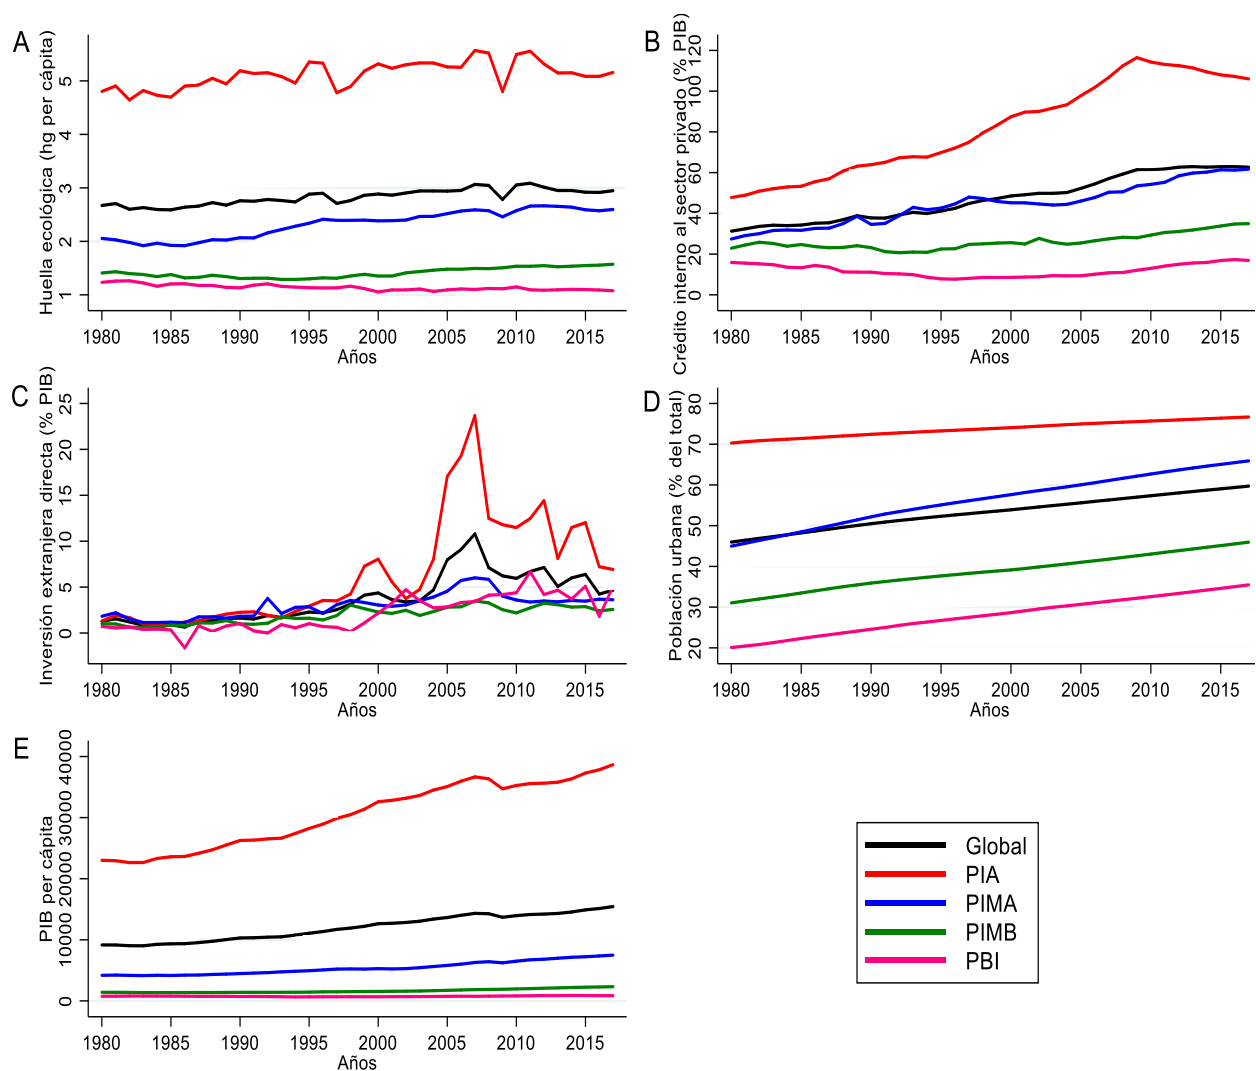 A
Huella ecológica (hg per cápita)
5
4
3
2
1
1980 1985 1990 1995 2000 2005 2010 2015
Años
B
Crédito interno al sector privado (% PIB)
120
100
80
60
40
20
0
1980 1985 1990 1995 2000 2005 2010 2015
Años
C
Inversión extranjera directa (% PIB)
25
20
15
10
5
0
1980 1985 1990 1995 2000 2005 2010 2015
Años
D
Población urbana (% del total)
80
70
60
50
40
30
20
1980 1985 1990 1995 2000 2005 2010 2015
Años
E
PIB per cápita
40000
30000
20000
10000
0
1980 1985 1990 1995 2000 2005 2010 2015
Años
Global
PIA
PIMA
PIMB
PBI